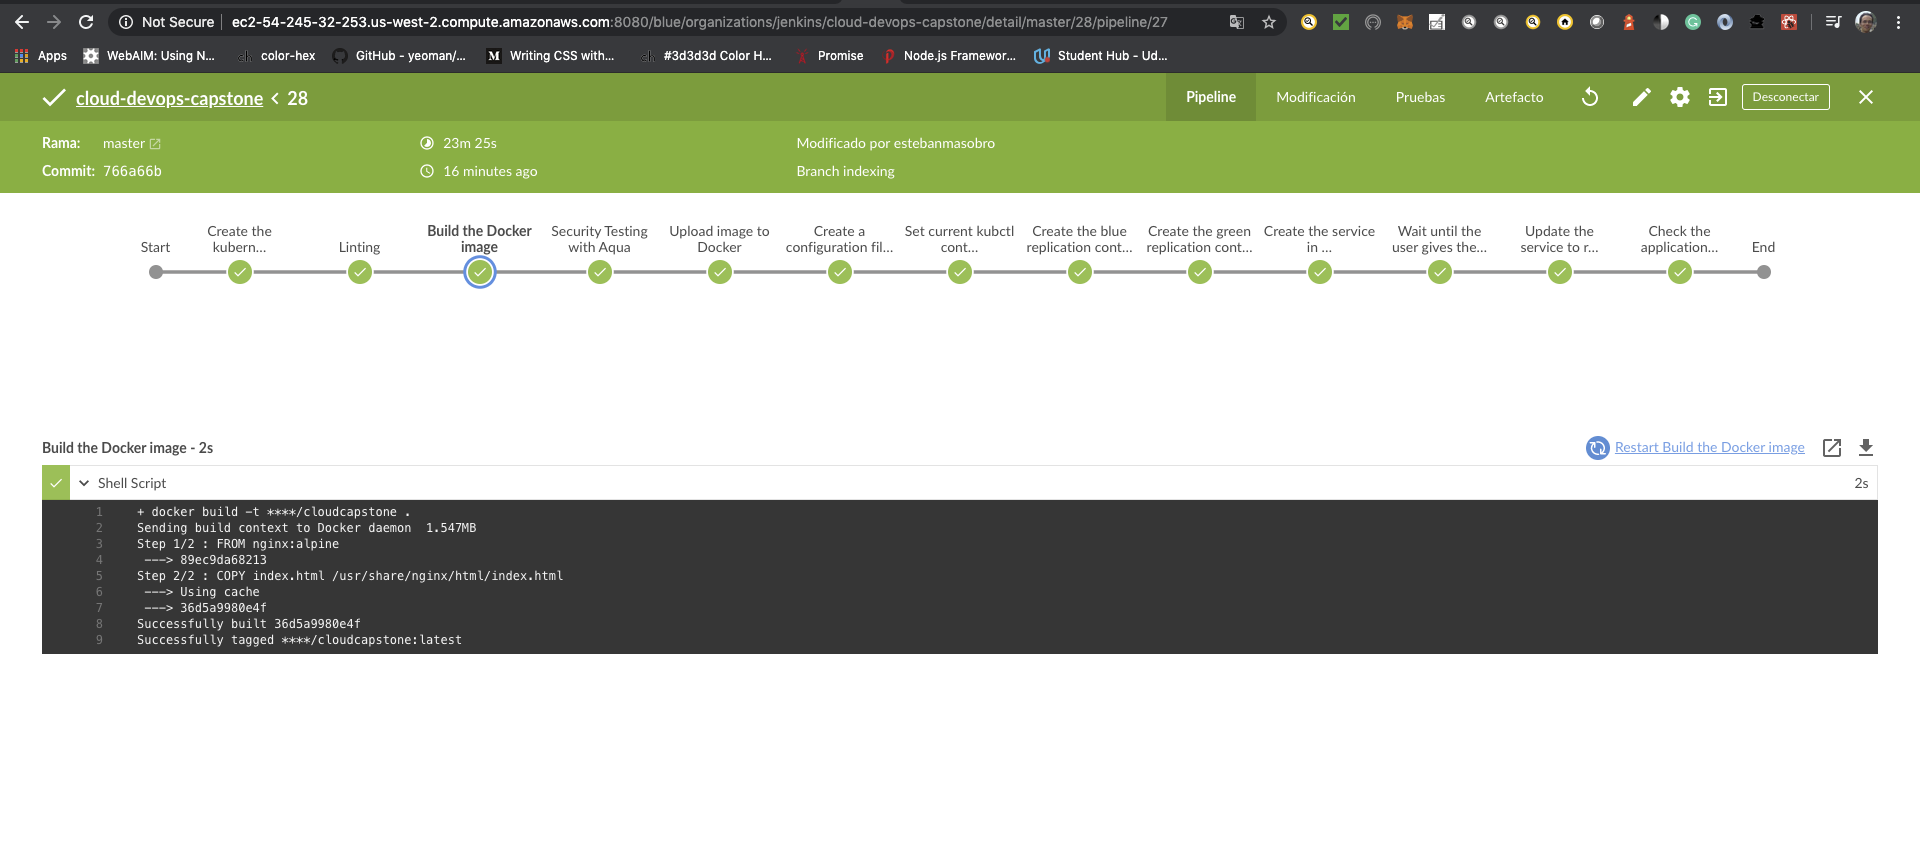 Not Secure | ec2-54-245-32-253.us-west-2.compute.amazonaws.com:8080/blue/organizations/jenkins/cloud-devops-capstone/detail/master/28/pipeline/27
Apps WebAIM: Using N... color-hex GitHub - yeoman/... Writing CSS with... #3d3d3d Color H... Promise Node.js Framewor... Student Hub - Ud...
cloud-devops-capstone < 28 Pipeline Modificación Pruebas Artefacto Desconectar
Rama: master 23m 25s Modificado por estebanmasobro
Commit: 766a66b 16 minutes ago Branch indexing
Start
Create the
kubern...
Linting
Build the Docker
image
Security Testing
with Aqua
Upload image to
Docker
Create a
configuration fil...
Set current kubctl
cont...
Create the blue
replication cont...
Create the green
replication cont...
Create the service
in ...
Wait until the
user gives the...
Update the
service to r...
Check the
application...
End
Build the Docker image - 2s Restart Build the Docker image
Shell Script 2s
1 + docker build -t ****/cloudcapstone .
2 Sending build context to Docker daemon 1.547MB
3 Step 1/2 : FROM nginx:alpine
4 ---> 89ec9da68213
5 Step 2/2 : COPY index.html /usr/share/nginx/html/index.html
6 ---> Using cache
7 ---> 36d5a9980e4f
8 Successfully built 36d5a9980e4f
9 Successfully tagged ****/cloudcapstone:latest